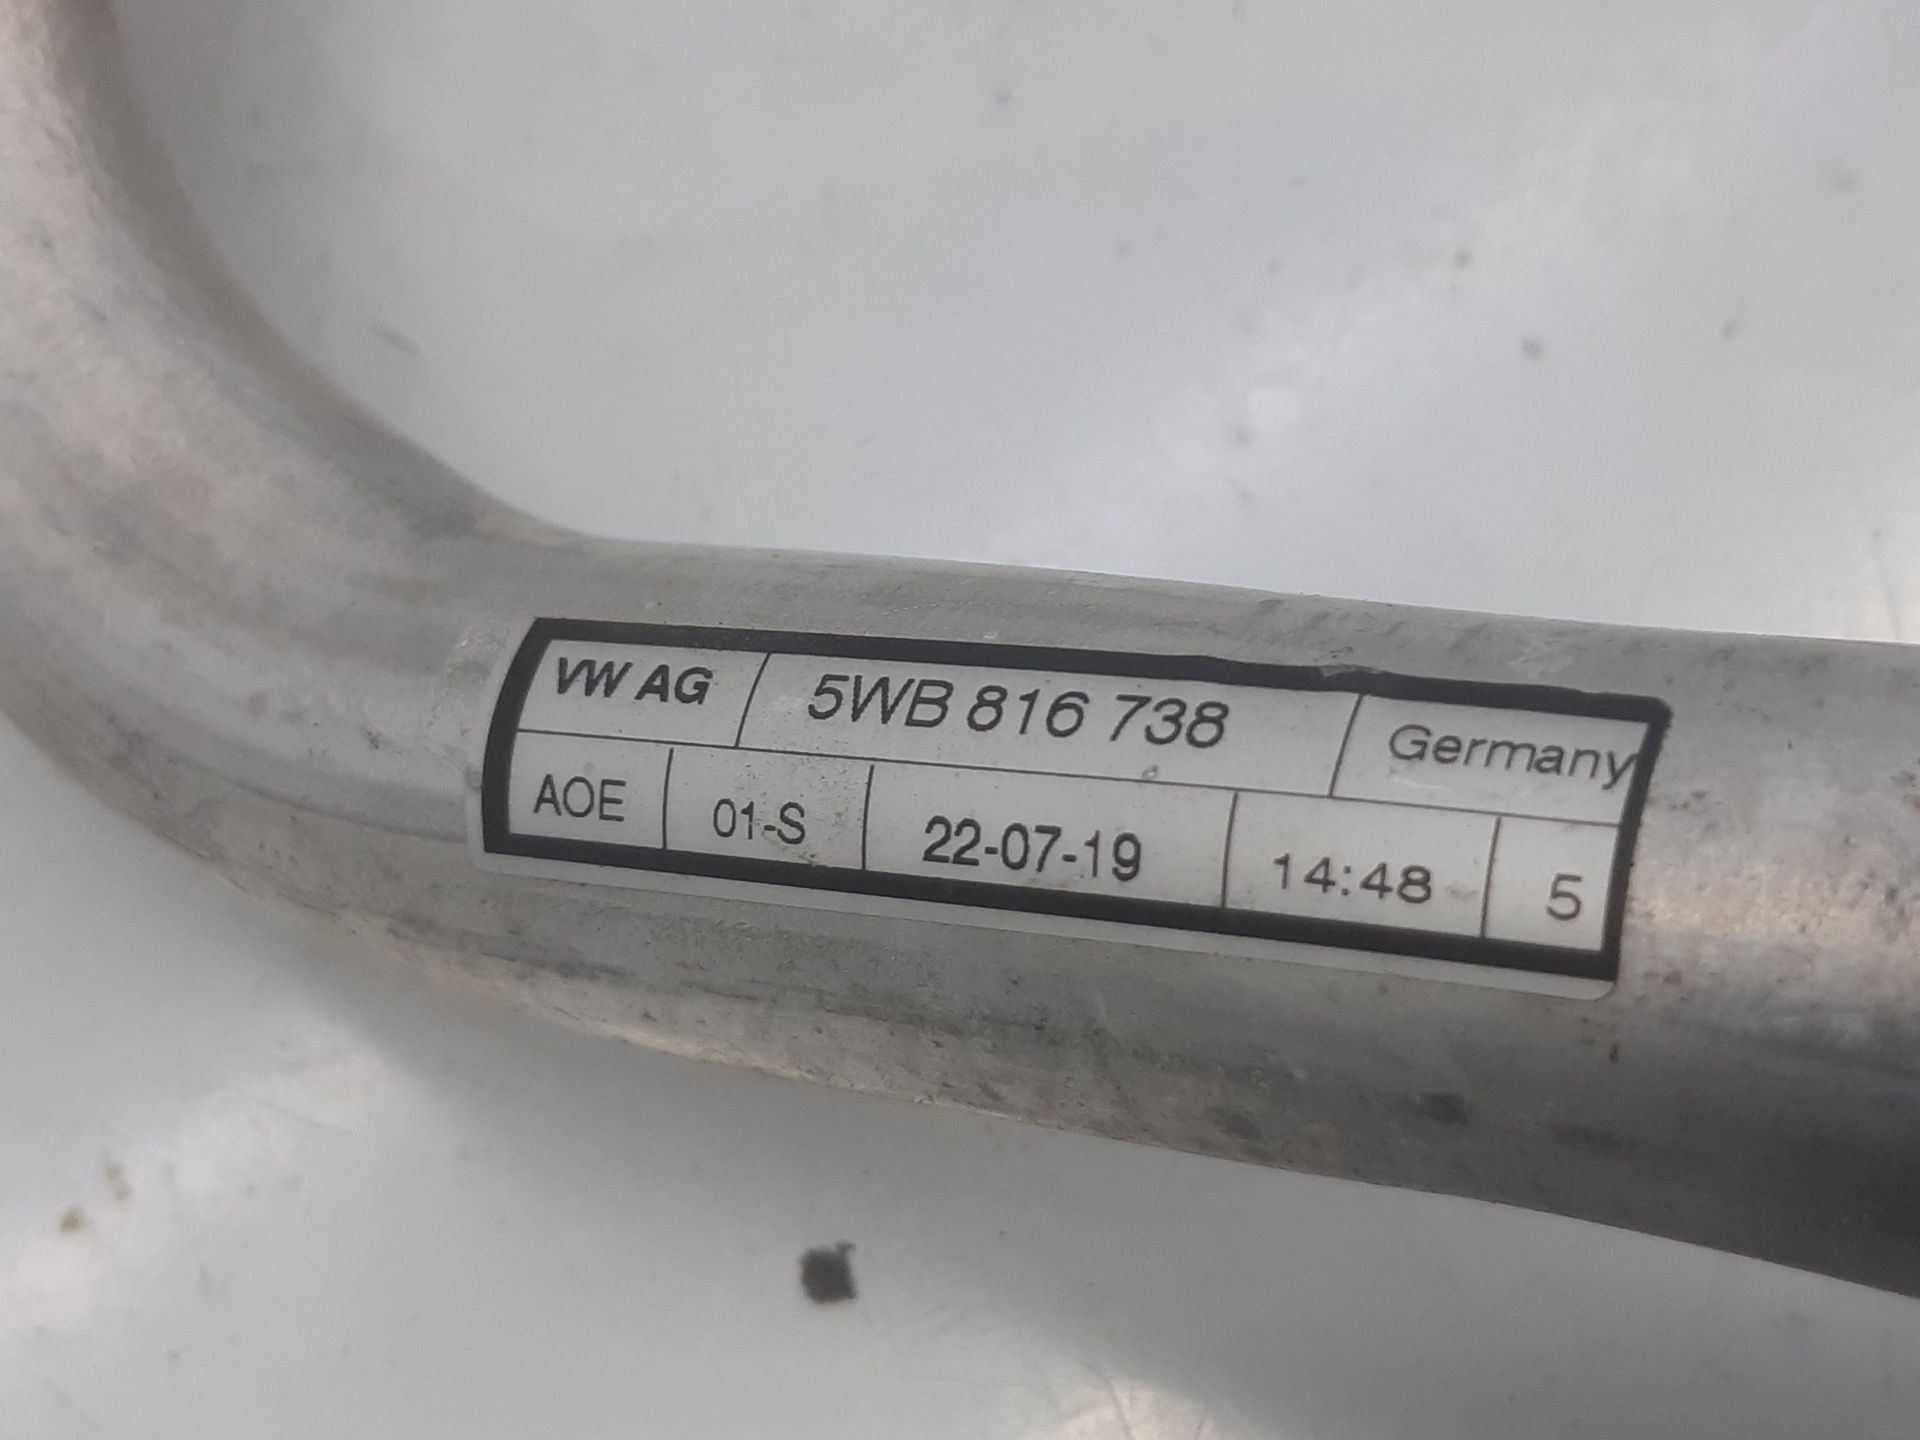 VW AG 5WB 816 738 Germany
AOE 01-S 22-07-19 14:48 5